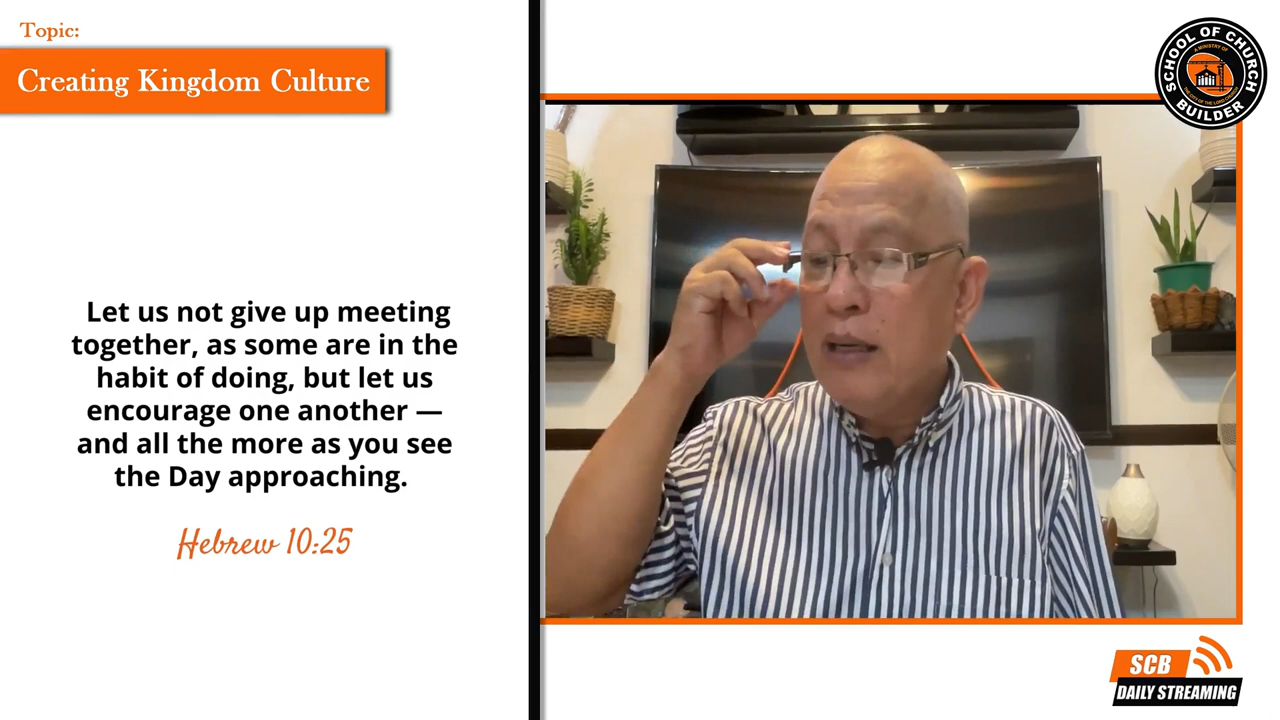 Topic:
Creating Kingdom Culture
Let us not give up meeting
together, as some are in the
habit of doing, but let us
encourage one another —
and all the more as you see
the Day approaching.
Hebrew 10:25
SCHOOL OF CHURCH
BUILDER
A MINISTRY OF
SCB
DAILY STREAMING